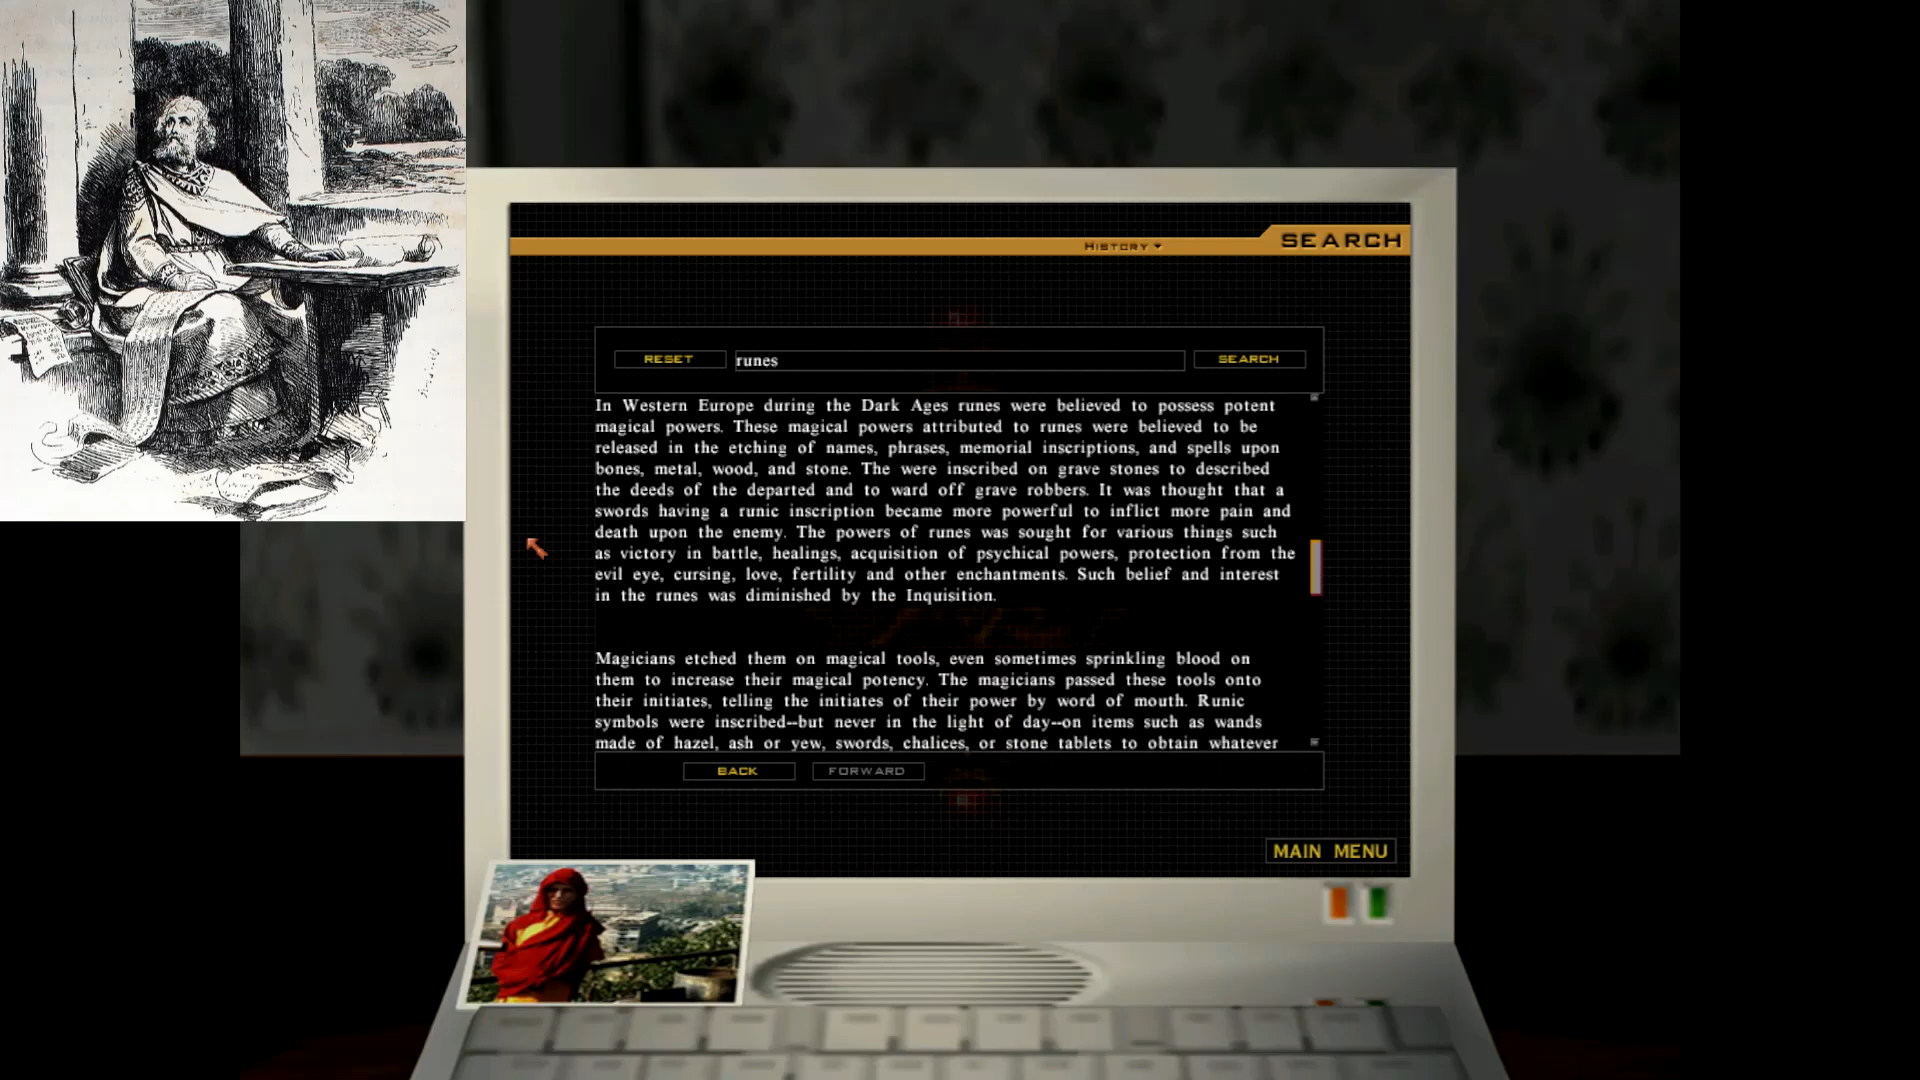 History
SEARCH
RESET
runes
SEARCH
In Western Europe during the Dark Ages runes were believed to possess potent
magical powers. These magical powers attributed to runes were believed to be
released in the etching of names, phrases, memorial inscriptions, and spells upon
bones, metal, wood, and stone. The were inscribed on grave stones to described
the deeds of the departed and to ward off grave robbers. It was thought that a
swords having a runic inscription became more powerful to inflict more pain and
death upon the enemy. The powers of runes was sought for various things such
as victory in battle, healings, acquisition of psychical powers, protection from the
evil eye, cursing, love, fertility and other enchantments. Such belief and interest
in the runes was diminished by the Inquisition.
Magicians etched them on magical tools, even sometimes sprinkling blood on
them to increase their magical potency. The magicians passed these tools onto
their initiates, telling the initiates of their power by word of mouth. Runic
symbols were inscribed--but never in the light of day--on items such as wands
made of hazel, ash or yew, swords, chalices, or stone tablets to obtain whatever
BACK
FORWARD
MAIN MENU